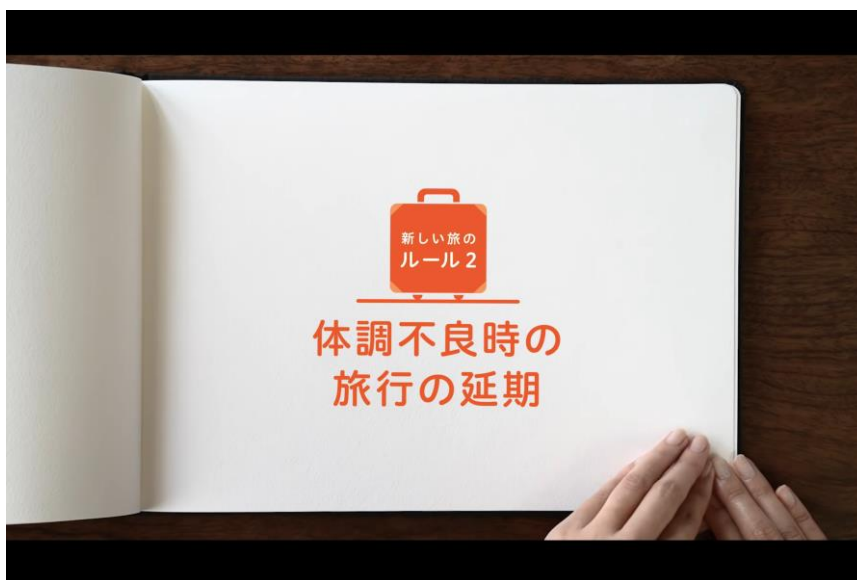 新しい旅の
ルール2
体調不良時の
旅行の延期